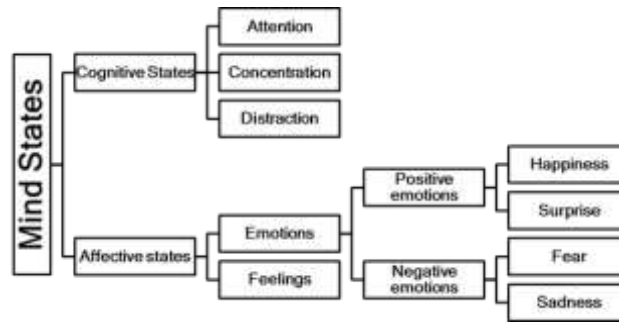 Mind States
Cognitive States
Attention
Concentration
Distraction
Affective states
Emotions
Feelings
Positive
emotions
Happiness
Surprise
Negative
emotions
Fear
Sadness